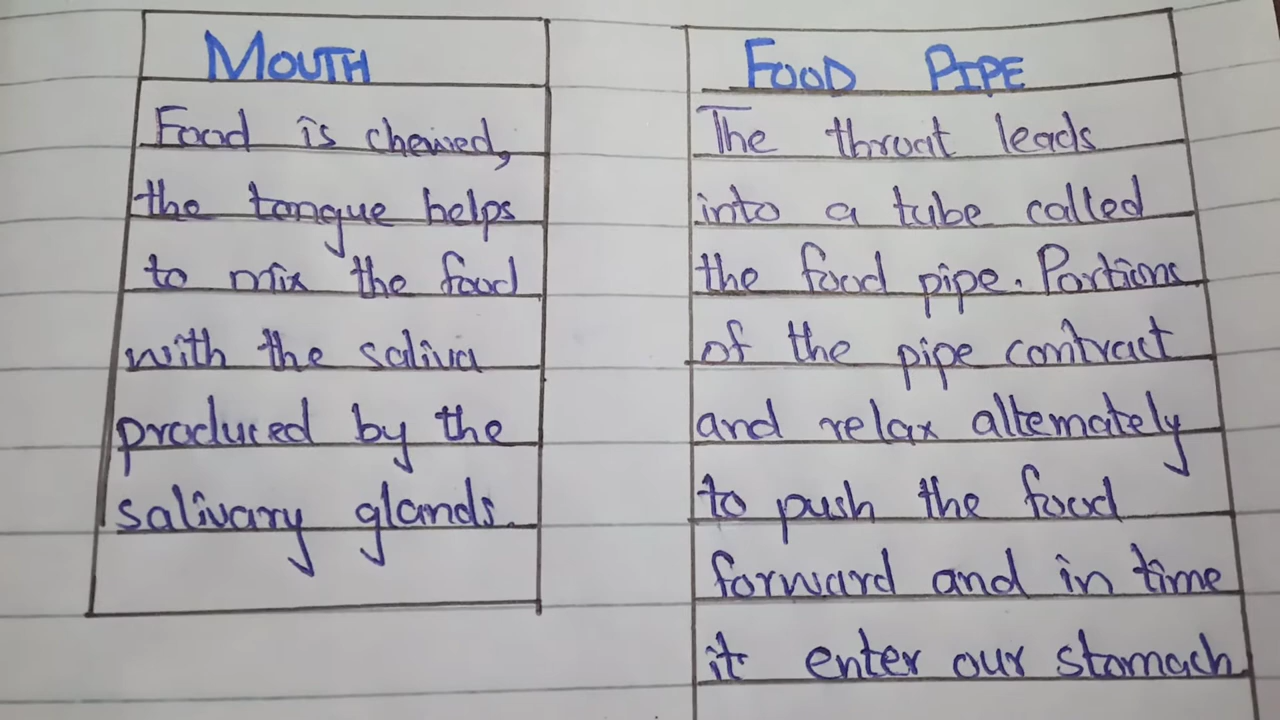 MOUTH
Food is chewed,
the tongue helps
to mix the food
with the saliva
produced by the
salivary glands.
FOOD PIPE
The throat leads
into a tube called
the food pipe. Portions
of the pipe contract
and relax alternately
to push the food
forward and in time
it enter our stomach